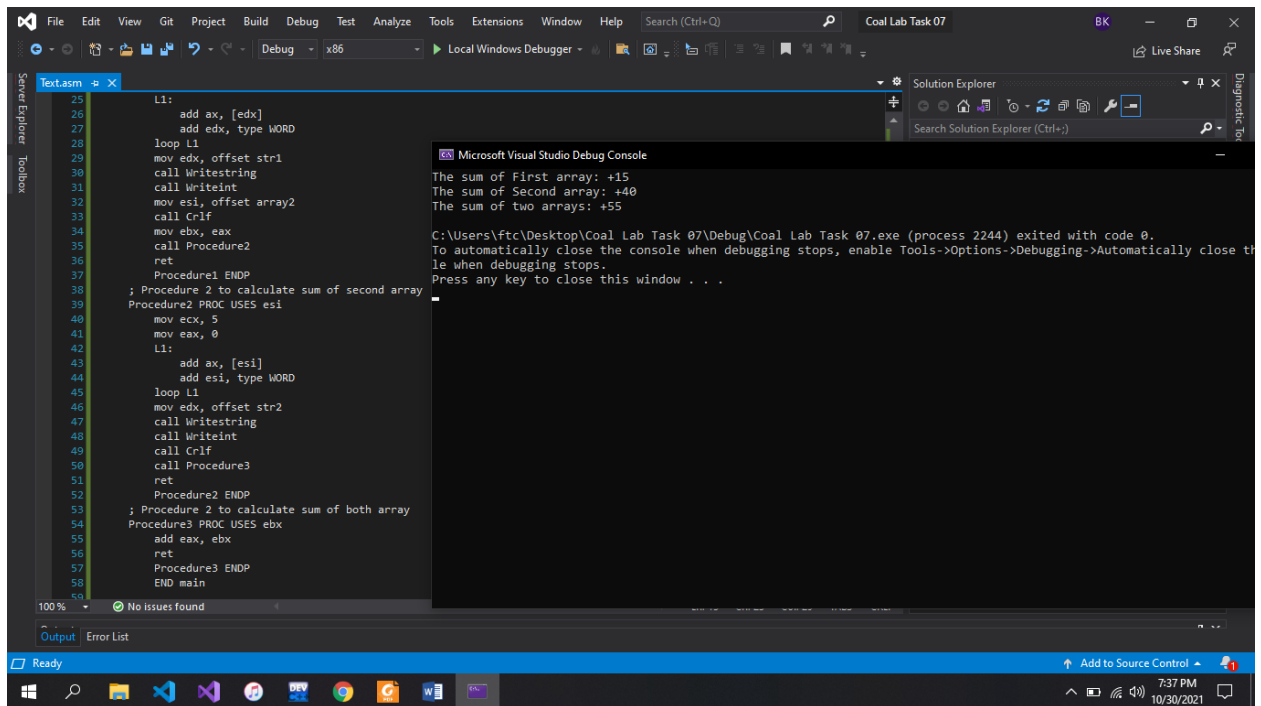 File Edit View Git Project Build Debug Test Analyze Tools Extensions Window Help Search (Ctrl+Q) Coal Lab Task 07 BK
Debug x86 Local Windows Debugger Live Share
Server Explorer
Toolbox
Text.asm
25 L1:
26 add ax, [edx]
27 add edx, type WORD
28 loop L1
29 mov edx, offset str1
30 call Writestring
31 call Writeint
32 mov esi, offset array2
33 call Crlf
34 mov ebx, eax
35 call Procedure2
36 ret
37 Procedure1 ENDP
38 ; Procedure 2 to calculate sum of second array
39 Procedure2 PROC USES esi
40 mov ecx, 5
41 mov eax, 0
42 L1:
43 add ax, [esi]
44 add esi, type WORD
45 loop L1
46 mov edx, offset str2
47 call Writestring
48 call Writeint
49 call Crlf
50 call Procedure3
51 ret
52 Procedure2 ENDP
53 ; Procedure 2 to calculate sum of both array
54 Procedure3 PROC USES ebx
55 add eax, ebx
56 ret
57 Procedure3 ENDP
58 END main
59
100 % No issues found
Solution Explorer
Search Solution Explorer (Ctrl+;)
Diagnostic
Microsoft Visual Studio Debug Console
The sum of First array: +15
The sum of Second array: +40
The sum of two arrays: +55
C:\Users\ftc\Desktop\Coal Lab Task 07\Debug\Coal Lab Task 07.exe (process 2244) exited with code 0.
To automatically close the console when debugging stops, enable Tools->Options->Debugging->Automatically close th
le when debugging stops.
Press any key to close this window . . .
Output Error List
Ready Add to Source Control 1
DEV
7:37 PM
10/30/2021